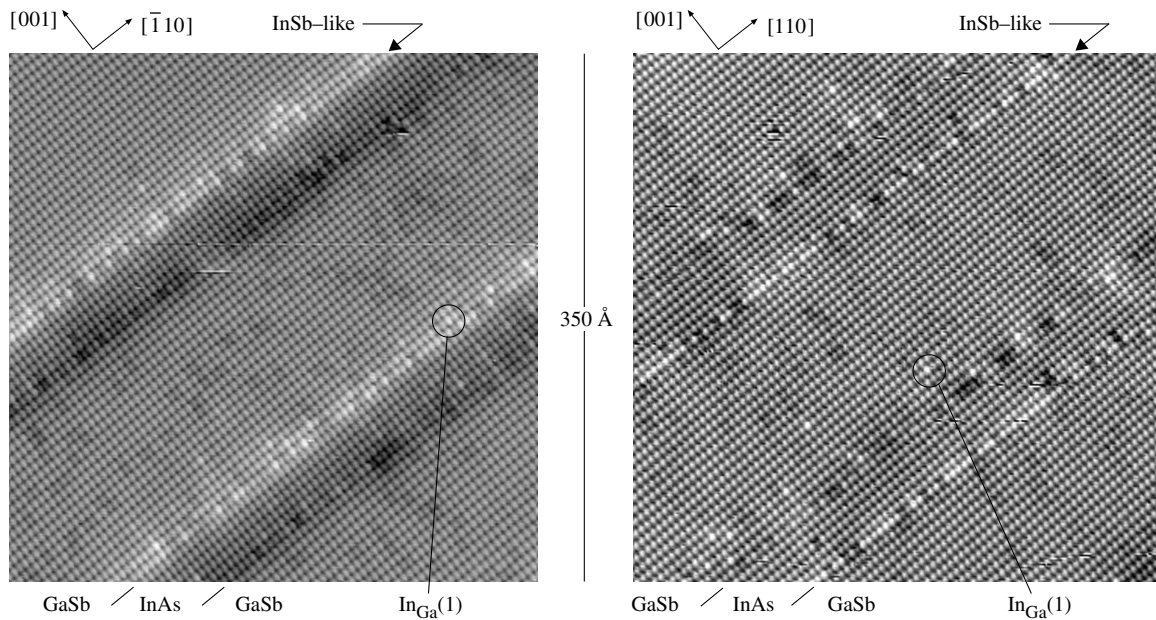 [001] [1̅10] InSb–like [001] [110] InSb–like
350 Å
GaSb InAs GaSb In_Ga(1) GaSb InAs GaSb In_Ga(1)